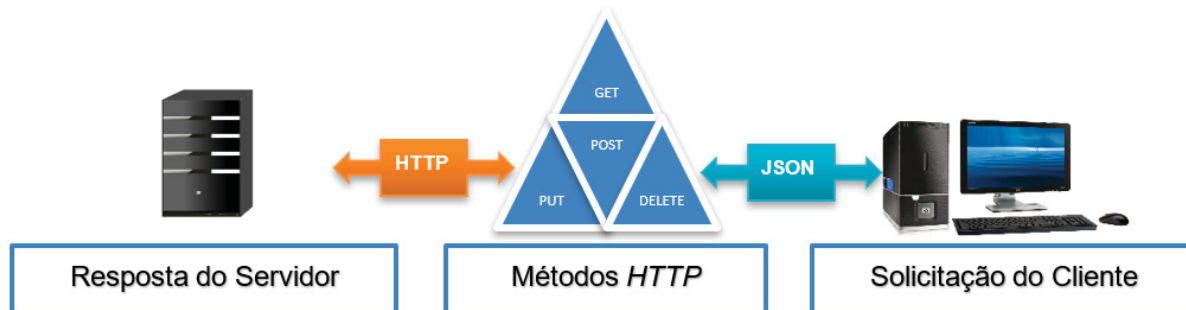 GET
HTTP
POST
JSON
PUT
DELETE
Resposta do Servidor
Métodos HTTP
Solicitação do Cliente